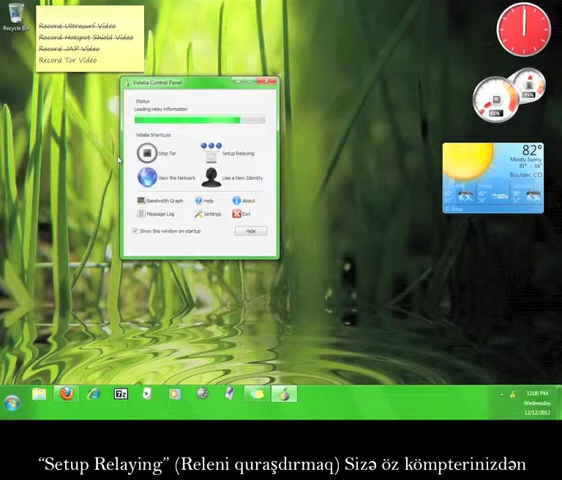 Recycle Bin
Record Ultrasurf Video
Record Hotspot Shield Video
Record JAP Video
Record Tor Video
Vidalia Control Panel
Status
Loading relay information
Vidalia Shortcuts
Stop Tor
Setup Relaying
View the Network
Use a New Identity
Bandwidth Graph
Help
About
Message Log
Settings
Exit
Show this window on startup
Hide
82°
Mostly Sunny
Boulder, CO
12:00 PM
Wednesday
12/12/2012
“Setup Relaying” (Releni quraşdırmaq) Sizə öz kömpterinizdən